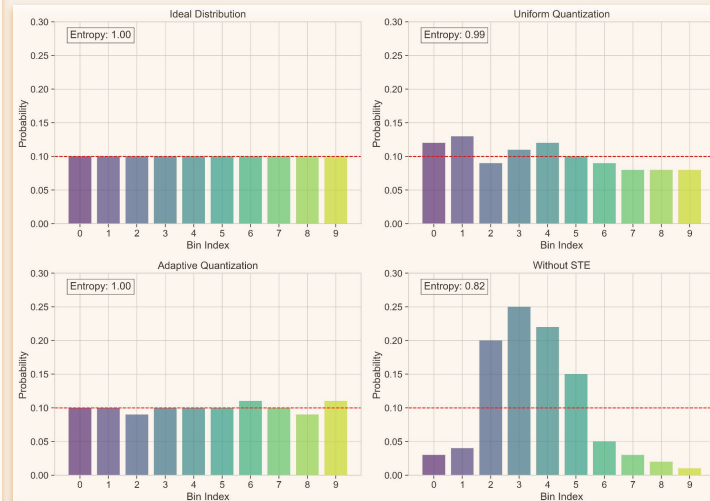 Ideal Distribution
Entropy: 1.00
Probability
0.30
0.25
0.20
0.15
0.10
0.05
0.00
0 1 2 3 4 5 6 7 8 9
Bin Index
Uniform Quantization
Entropy: 0.99
Probability
0.30
0.25
0.20
0.15
0.10
0.05
0.00
0 1 2 3 4 5 6 7 8 9
Bin Index
Adaptive Quantization
Entropy: 1.00
Probability
0.30
0.25
0.20
0.15
0.10
0.05
0.00
0 1 2 3 4 5 6 7 8 9
Bin Index
Without STE
Entropy: 0.82
Probability
0.30
0.25
0.20
0.15
0.10
0.05
0.00
0 1 2 3 4 5 6 7 8 9
Bin Index